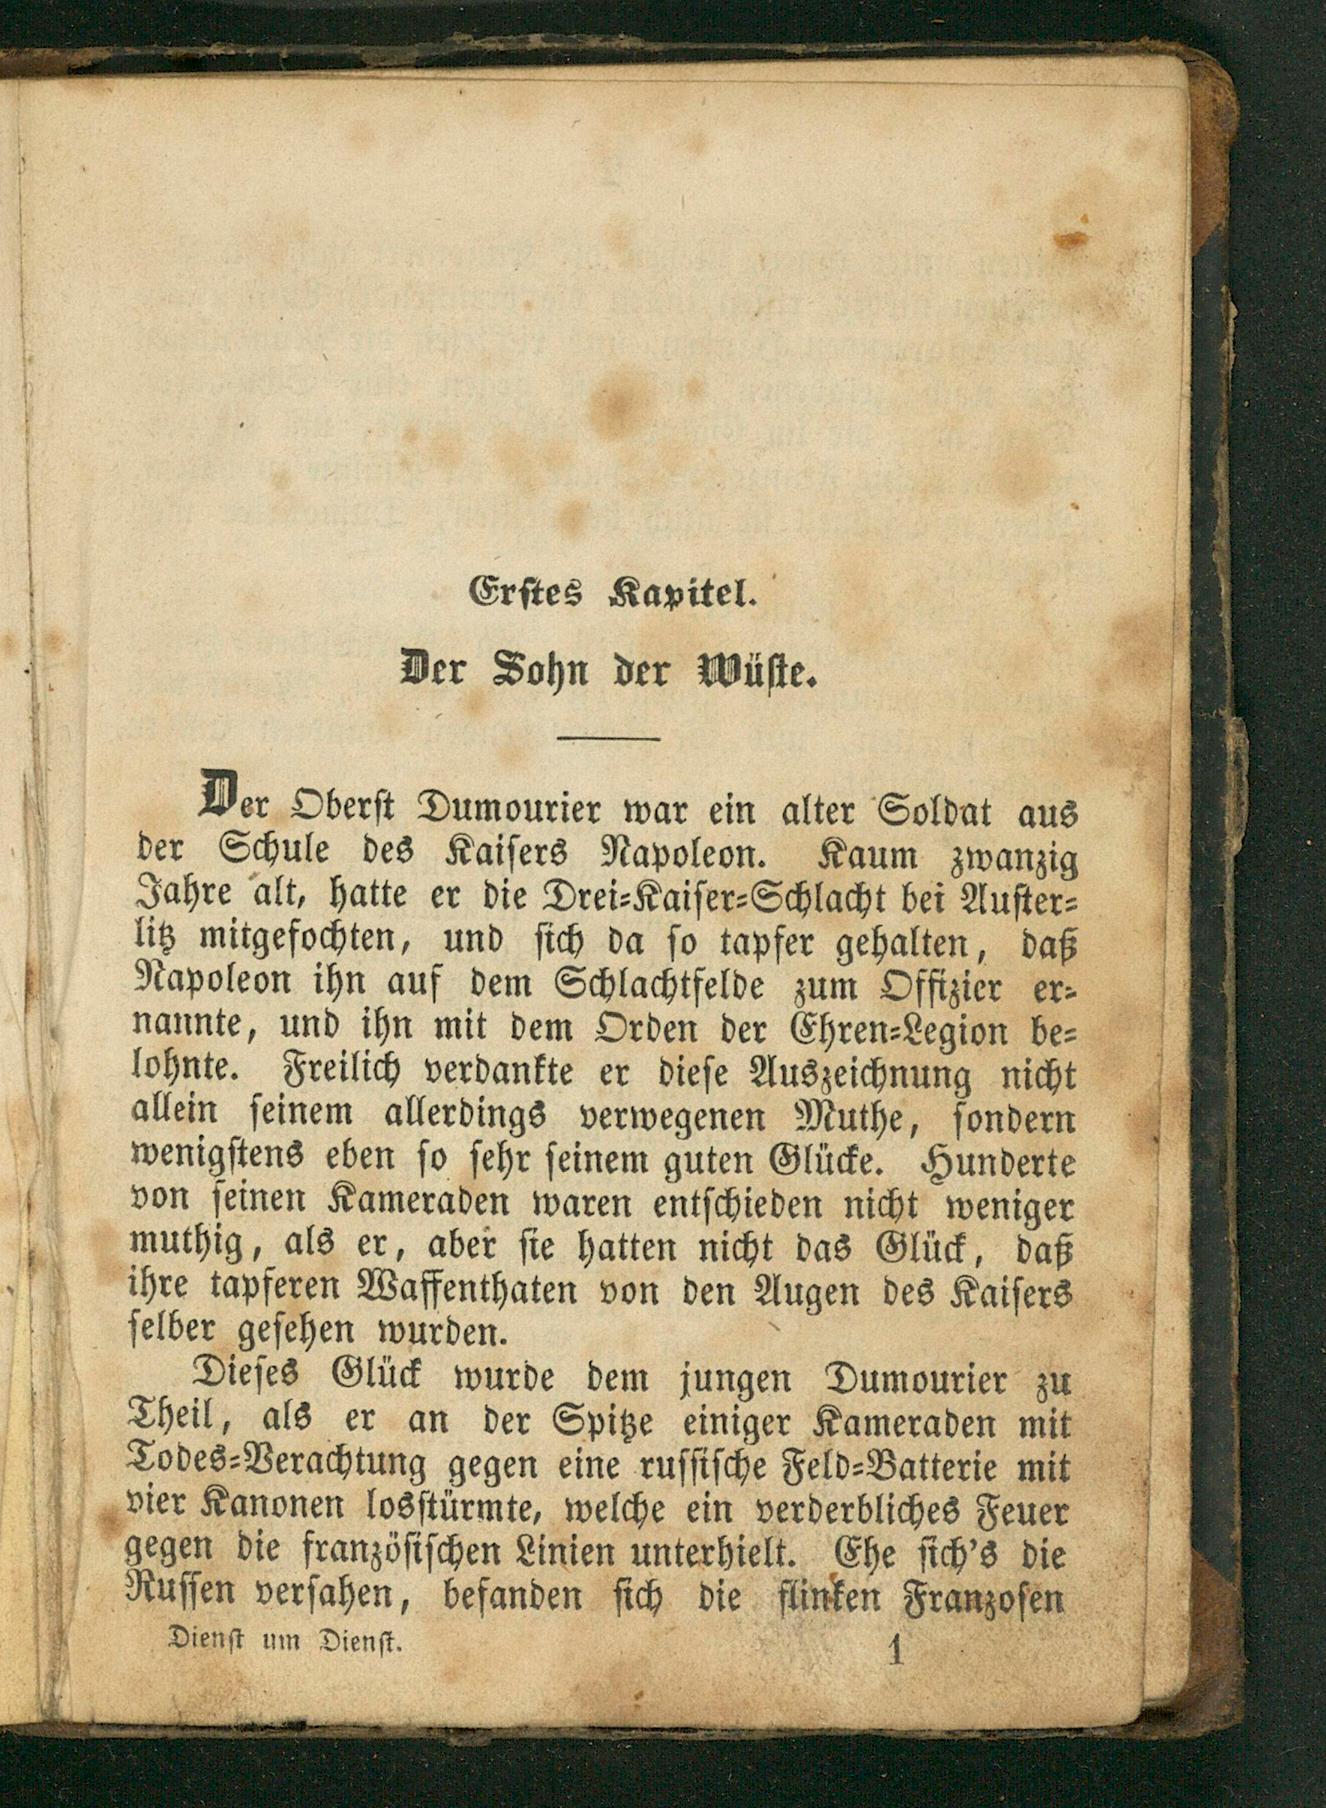 Erstes Kapitel.
Der Sohn der Wüste.
Der Oberst Dumourier war ein alter Soldat aus
der Schule des Kaisers Napoleon. Kaum zwanzig
Jahre alt, hatte er die Drei-Kaiser-Schlacht bei Auster-
litz mitgefochten, und sich da so tapfer gehalten, daß
Napoleon ihn auf dem Schlachtfelde zum Offizier er-
nannte, und ihn mit dem Orden der Ehren-Legion be-
lohnte. Freilich verdankte er diese Auszeichnung nicht
allein seinem allerdings verwegenen Muthe, sondern
wenigstens eben so sehr seinem guten Glücke. Hunderte
von seinen Kameraden waren entschieden nicht weniger
muthig, als er, aber sie hatten nicht das Glück, daß
ihre tapferen Waffenthaten von den Augen des Kaisers
selber gesehen wurden.
Dieses Glück wurde dem jungen Dumourier zu
Theil, als er an der Spitze einiger Kameraden mit
Todes-Verachtung gegen eine russische Feld-Batterie mit
vier Kanonen losstürmte, welche ein verderbliches Feuer
gegen die französischen Linien unterhielt. Ehe sich's die
Russen versahen, befanden sich die flinken Franzosen
Dienst um Dienst. 1